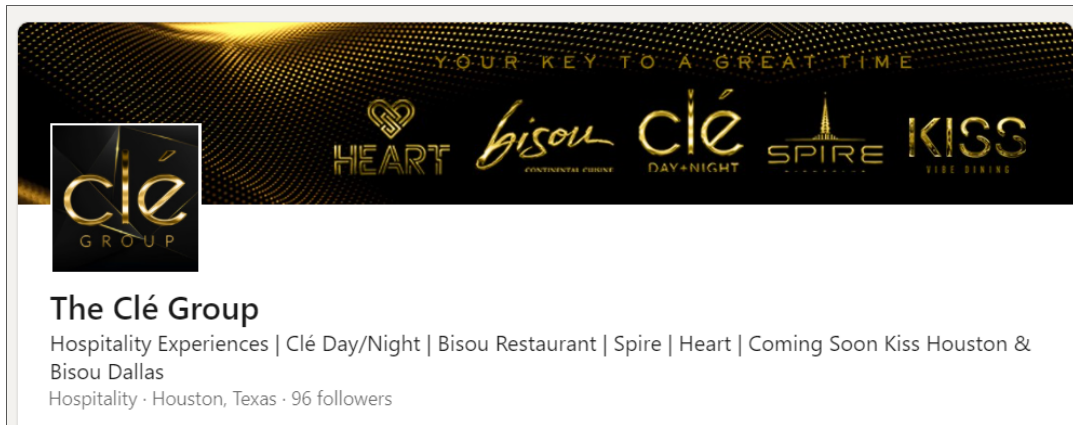 YOUR KEY TO A GREAT TIME
HEART
bisou
CONTINENTAL CUISINE
clé
DAY+NIGHT
SPIRE
KISS
VIBE DINING
clé
GROUP
The Clé Group
Hospitality Experiences | Clé Day/Night | Bisou Restaurant | Spire | Heart | Coming Soon Kiss Houston &
Bisou Dallas
Hospitality · Houston, Texas · 96 followers